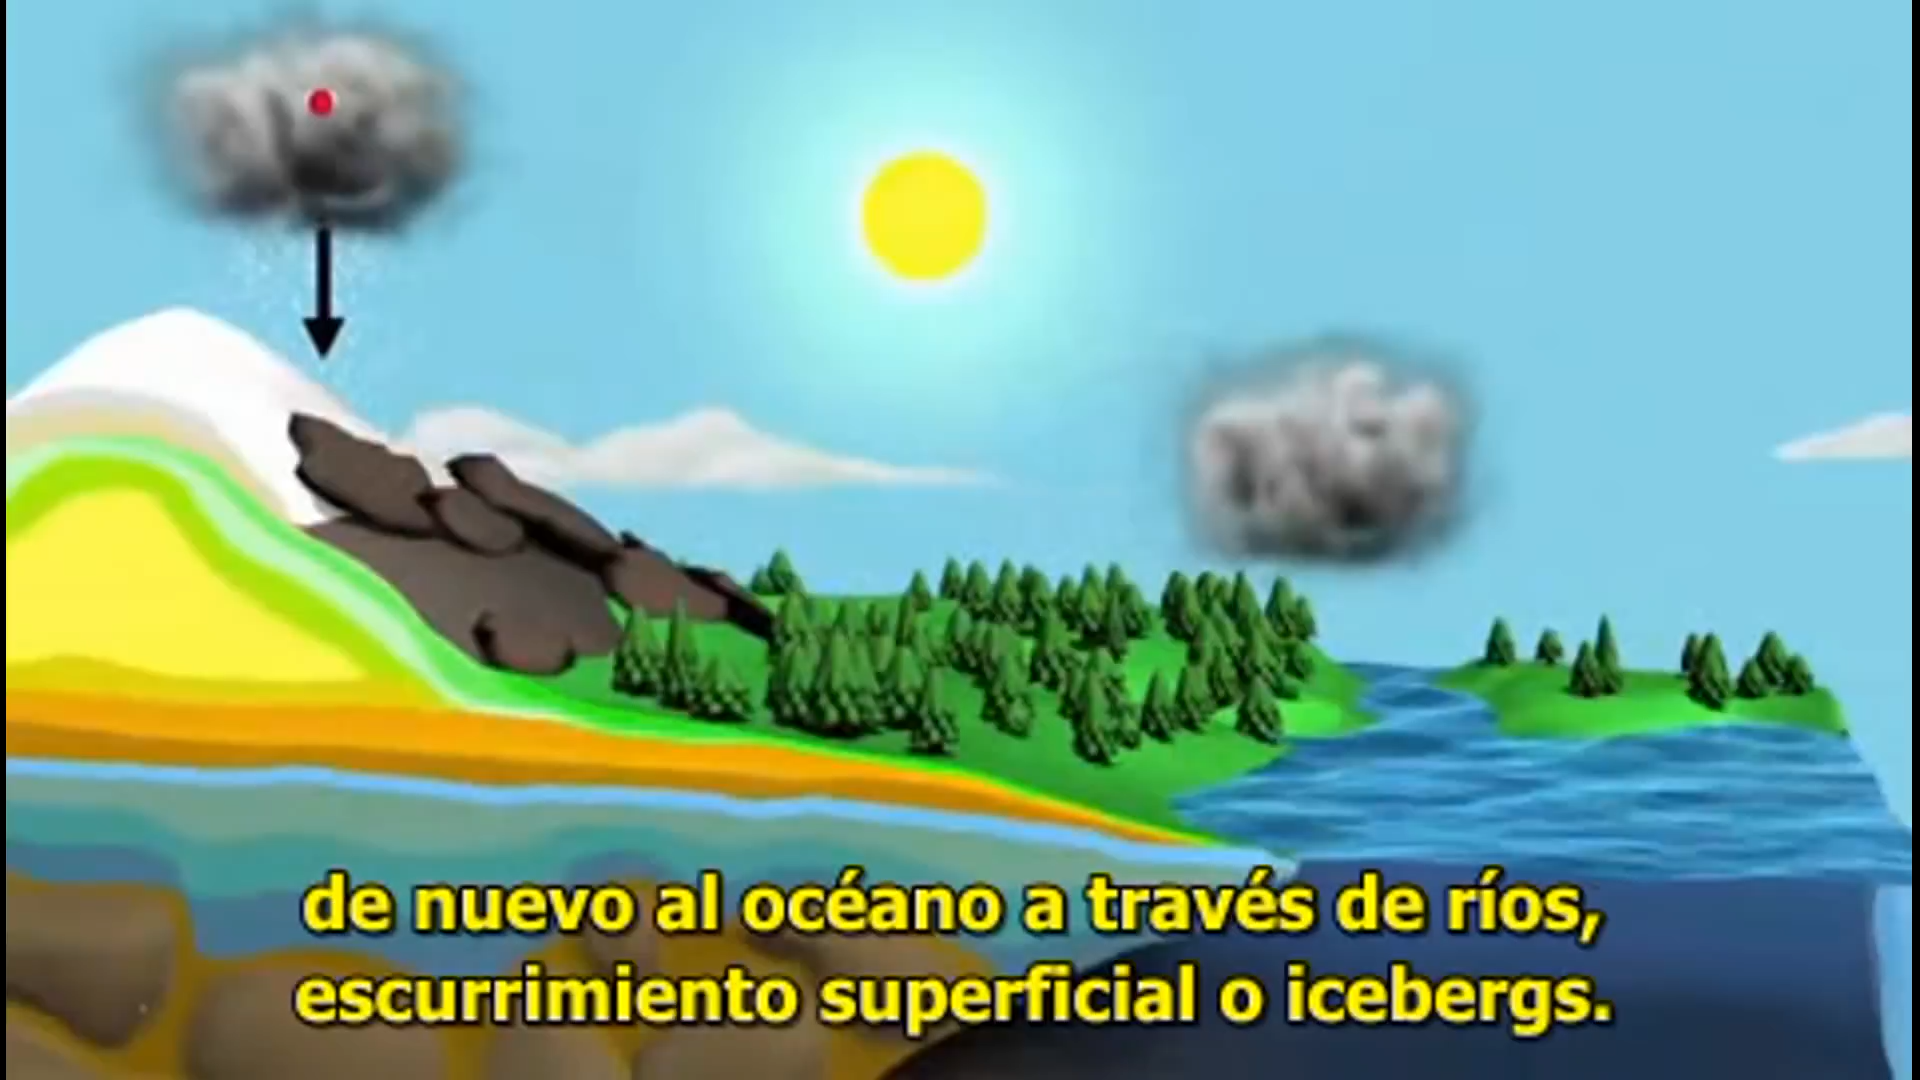 de nuevo al océano a través de ríos,
escurrimiento superficial o icebergs.